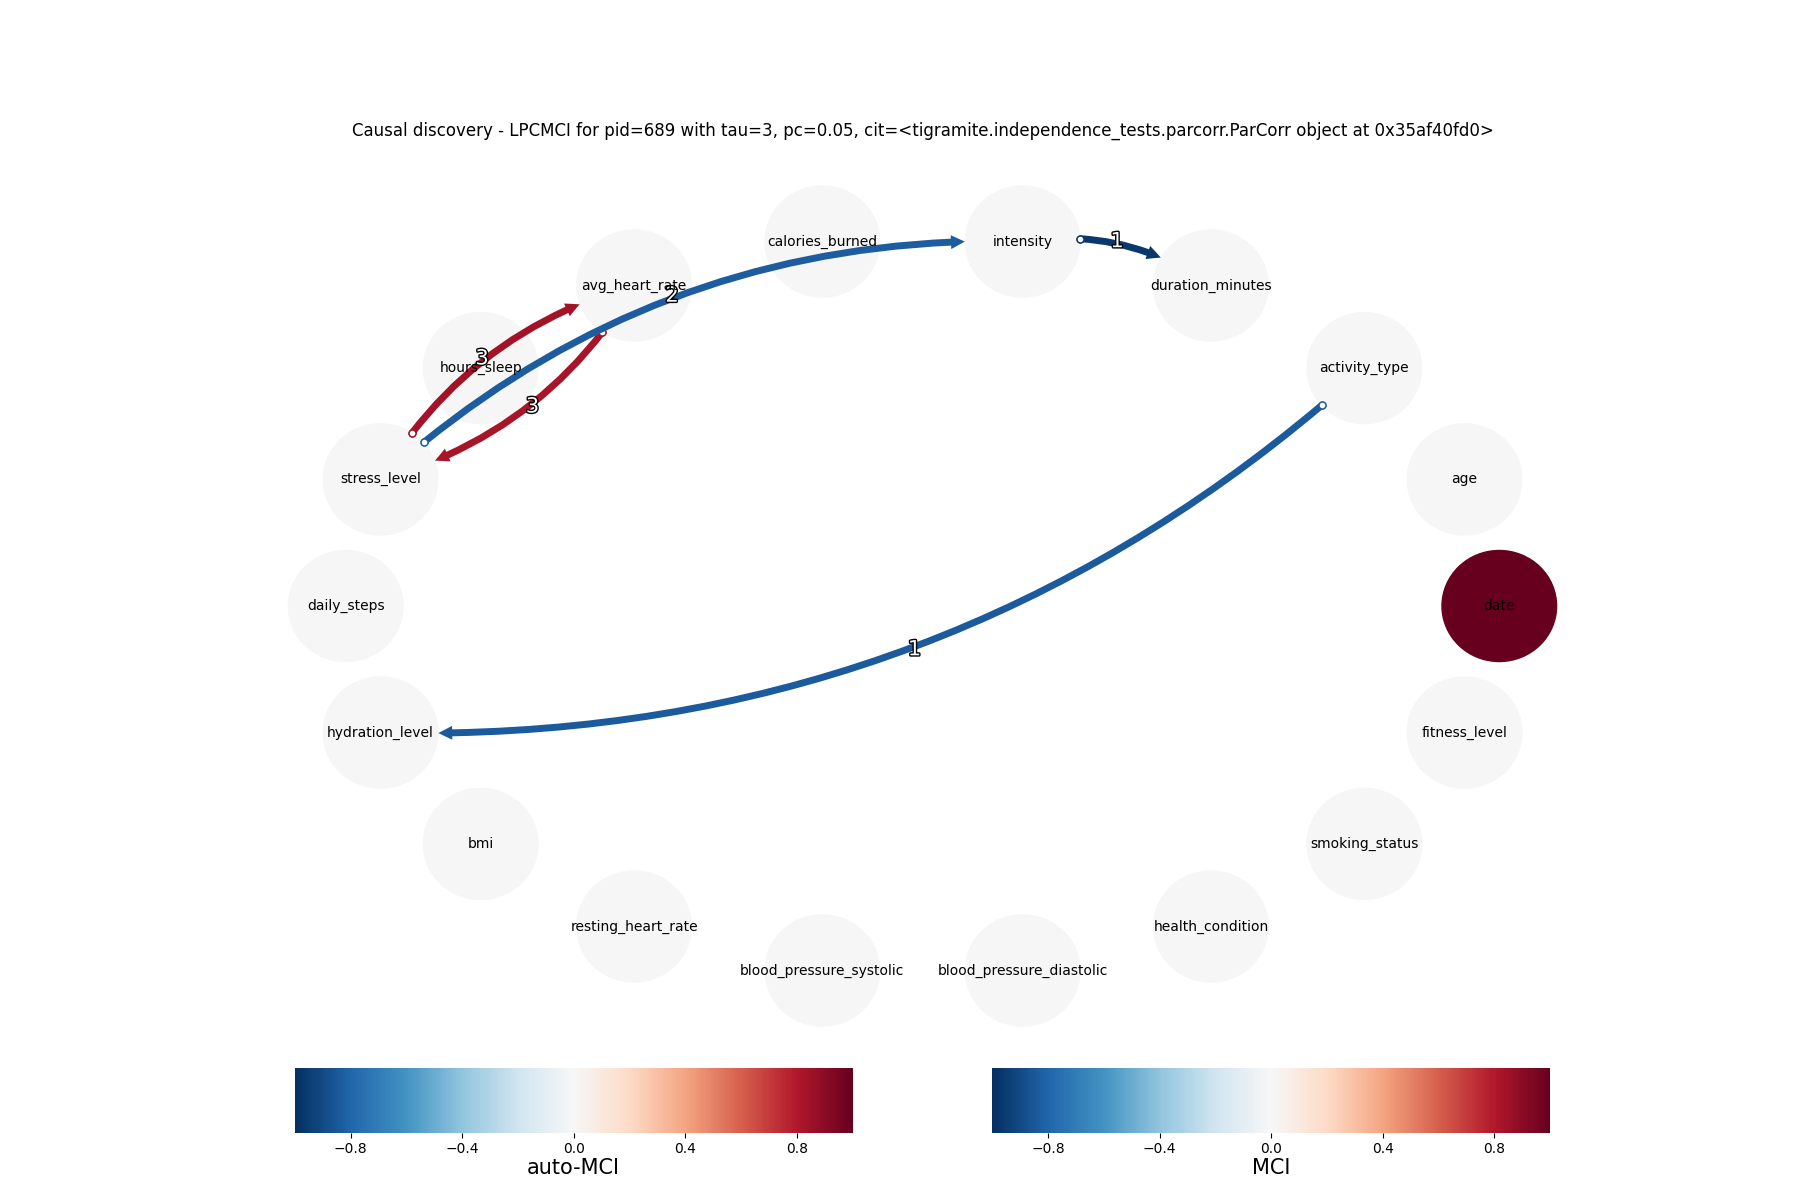 Causal discovery - LPCMCI for pid=689 with tau=3, pc=0.05, cit=<tigramite.independence_tests.parcorr.ParCorr object at 0x35af40fd0>
calories_burned
intensity
1
avg_heart_rate
2
duration_minutes
3
hours_sleep
activity_type
3
stress_level
age
daily_steps
date
1
hydration_level
fitness_level
bmi
smoking_status
resting_heart_rate
health_condition
blood_pressure_systolic
blood_pressure_diastolic
−0.8 −0.4 0.0 0.4 0.8
auto-MCI
−0.8 −0.4 0.0 0.4 0.8
MCI